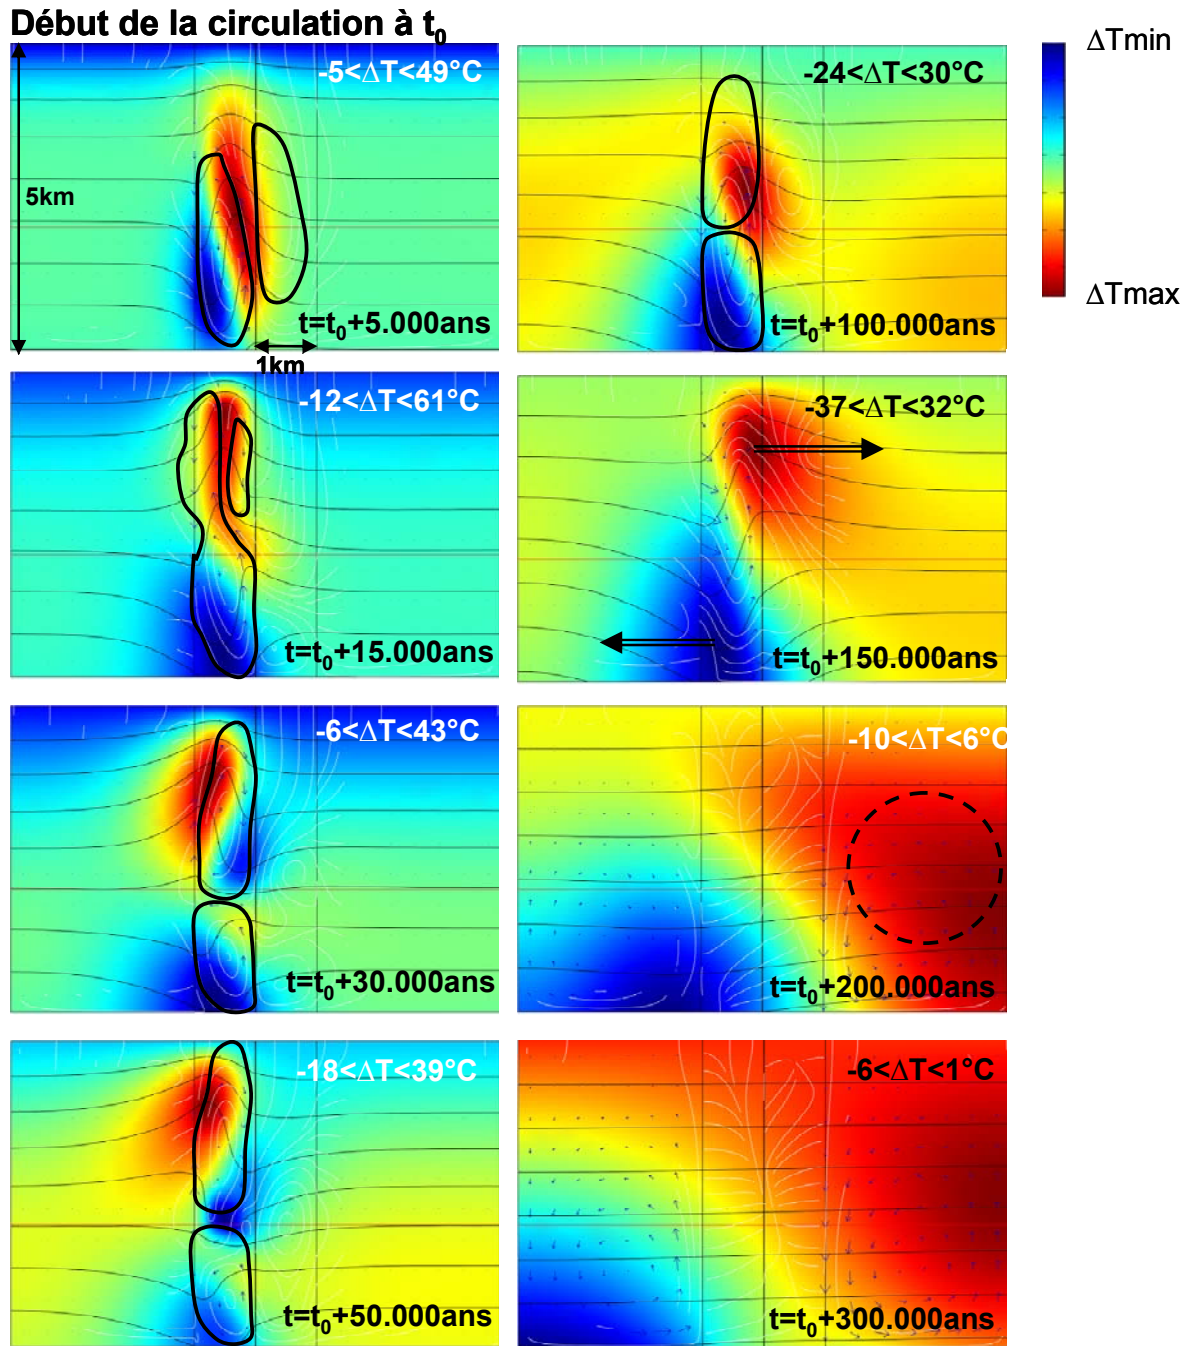 Début de la circulation à t0
ΔTmin
ΔTmax
-5<ΔT<49°C
5km
t=t0+5.000ans
1km
-24<ΔT<30°C
t=t0+100.000ans
-12<ΔT<61°C
t=t0+15.000ans
-37<ΔT<32°C
t=t0+150.000ans
-6<ΔT<43°C
t=t0+30.000ans
-10<ΔT<6°C
t=t0+200.000ans
-18<ΔT<39°C
t=t0+50.000ans
-6<ΔT<1°C
t=t0+300.000ans